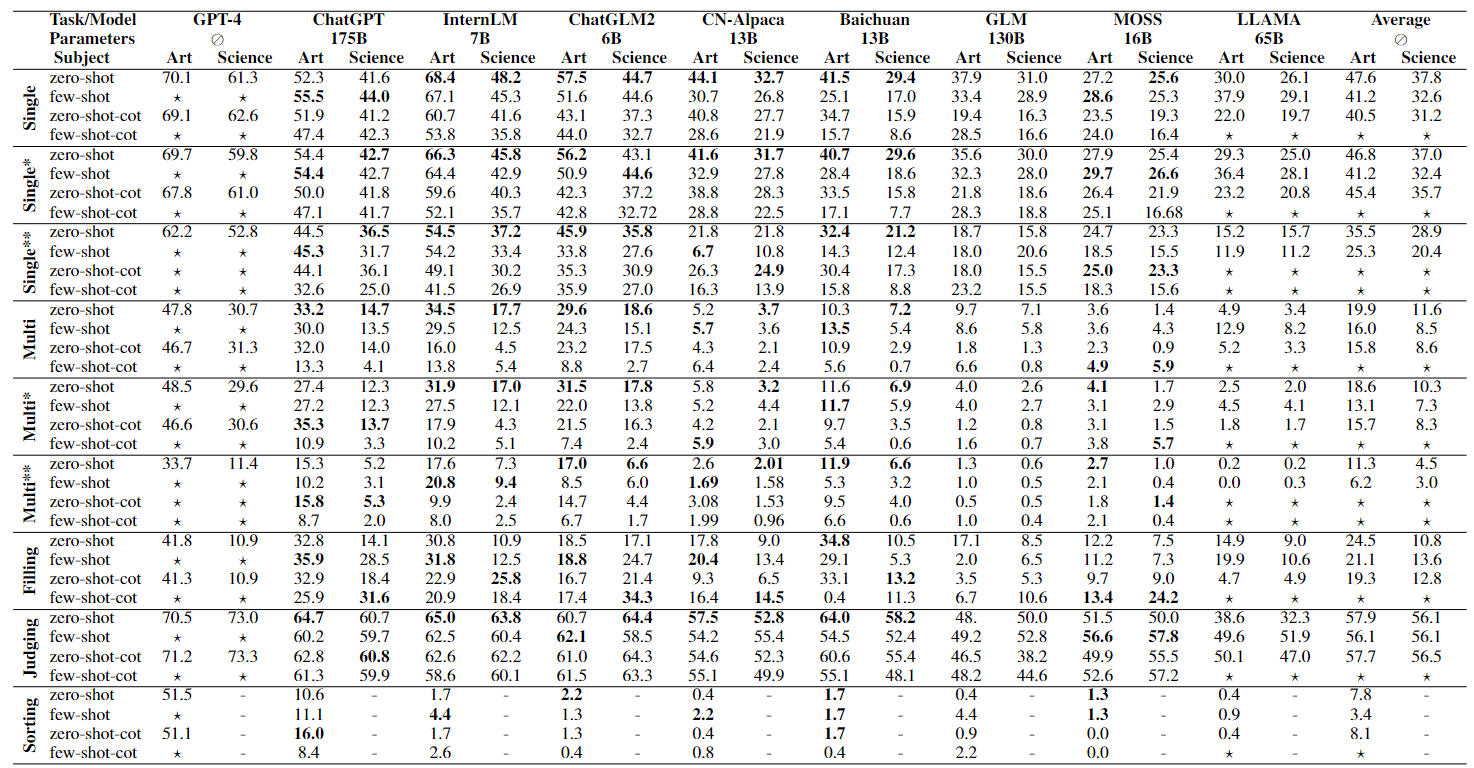 Task/Model GPT-4 ChatGPT InternLM ChatGLM2 CN-Alpaca Baichuan GLM MOSS LLAMA Average
Parameters ⊘ 175B 7B 6B 13B 13B 130B 16B 65B ⊘
Subject Art Science Art Science Art Science Art Science Art Science Art Science Art Science Art Science Art Science Art Science
Single
zero-shot 70.1 61.3 52.3 41.6 68.4 48.2 57.5 44.7 44.1 32.7 41.5 29.4 37.9 31.0 27.2 25.6 30.0 26.1 47.6 37.8
few-shot ⋆ ⋆ 55.5 44.0 67.1 45.3 51.6 44.6 30.7 26.8 25.1 17.0 33.4 28.9 28.6 25.3 37.9 29.1 41.2 32.6
zero-shot-cot 69.1 62.6 51.9 41.2 60.7 41.6 43.1 37.3 40.8 27.7 34.7 15.9 19.4 16.3 23.5 19.3 22.0 19.7 40.5 31.2
few-shot-cot ⋆ ⋆ 47.4 42.3 53.8 35.8 44.0 32.7 28.6 21.9 15.7 8.6 28.5 16.6 24.0 16.4 ⋆ ⋆ ⋆ ⋆
Single*
zero-shot 69.7 59.8 54.4 42.7 66.3 45.8 56.2 43.1 41.6 31.7 40.7 29.6 35.6 30.0 27.9 25.4 29.3 25.0 46.8 37.0
few-shot ⋆ ⋆ 54.4 42.7 64.4 42.9 50.9 44.6 32.9 27.8 28.4 18.6 32.3 28.0 29.7 26.6 36.4 28.1 41.2 32.4
zero-shot-cot 67.8 61.0 50.0 41.8 59.6 40.3 42.3 37.2 38.8 28.3 33.5 15.8 21.8 18.6 26.4 21.9 23.2 20.8 45.4 35.7
few-shot-cot ⋆ ⋆ 47.1 41.7 52.1 35.7 42.8 32.72 28.8 22.5 17.1 7.7 28.3 18.8 25.1 16.68 ⋆ ⋆ ⋆ ⋆
Single**
zero-shot 62.2 52.8 44.5 36.5 54.5 37.2 45.9 35.8 21.8 21.8 32.4 21.2 18.7 15.8 24.7 23.3 15.2 15.7 35.5 28.9
few-shot ⋆ ⋆ 45.3 31.7 54.2 33.4 33.8 27.6 6.7 10.8 14.3 12.4 18.0 20.6 18.5 15.5 11.9 11.2 25.3 20.4
zero-shot-cot ⋆ ⋆ 44.1 36.1 49.1 30.2 35.3 30.9 26.3 24.9 30.4 17.3 18.0 15.5 25.0 23.3 ⋆ ⋆ ⋆ ⋆
few-shot-cot ⋆ ⋆ 32.6 25.0 41.5 26.9 35.9 27.0 16.3 13.9 15.8 8.8 23.2 15.5 18.3 15.6 ⋆ ⋆ ⋆ ⋆
Multi
zero-shot 47.8 30.7 33.2 14.7 34.5 17.7 29.6 18.6 5.2 3.7 10.3 7.2 9.7 7.1 3.6 1.4 4.9 3.4 19.9 11.6
few-shot ⋆ ⋆ 30.0 13.5 29.5 12.5 24.3 15.1 5.7 3.6 13.5 5.4 8.6 5.8 3.6 4.3 12.9 8.2 16.0 8.5
zero-shot-cot 46.7 31.3 32.0 14.0 16.0 4.5 23.2 17.5 4.3 2.1 10.9 2.9 1.8 1.3 2.3 0.9 5.2 3.3 15.8 8.6
few-shot-cot ⋆ ⋆ 13.3 4.1 13.8 5.4 8.8 2.7 6.4 2.4 5.6 0.7 6.6 0.8 4.9 5.9 ⋆ ⋆ ⋆ ⋆
Multi*
zero-shot 48.5 29.6 27.4 12.3 31.9 17.0 31.5 17.8 5.8 3.2 11.6 6.9 4.0 2.6 4.1 1.7 2.5 2.0 18.6 10.3
few-shot ⋆ ⋆ 27.2 12.3 27.5 12.1 22.0 13.8 5.2 4.4 11.7 5.9 4.0 2.7 3.1 2.9 4.5 4.1 13.1 7.3
zero-shot-cot 46.6 30.6 35.3 13.7 17.9 4.3 21.5 16.3 4.2 2.1 9.7 3.5 1.2 0.8 3.1 1.5 1.8 1.7 15.7 8.3
few-shot-cot ⋆ ⋆ 10.9 3.3 10.2 5.1 7.4 2.4 5.9 3.0 5.4 0.6 1.6 0.7 3.8 5.7 ⋆ ⋆ ⋆ ⋆
Multi**
zero-shot 33.7 11.4 15.3 5.2 17.6 7.3 17.0 6.6 2.6 2.01 11.9 6.6 1.3 0.6 2.7 1.0 0.2 0.2 11.3 4.5
few-shot ⋆ ⋆ 10.2 3.1 20.8 9.4 8.5 6.0 1.69 1.58 5.3 3.2 1.0 0.5 2.1 0.4 0.0 0.3 6.2 3.0
zero-shot-cot ⋆ ⋆ 15.8 5.3 9.9 2.4 14.7 4.4 3.08 1.53 9.5 4.0 0.5 0.5 1.8 1.4 ⋆ ⋆ ⋆ ⋆
few-shot-cot ⋆ ⋆ 8.7 2.0 8.0 2.5 6.7 1.7 1.99 0.96 6.6 0.6 1.0 0.4 2.1 0.4 ⋆ ⋆ ⋆ ⋆
Filling
zero-shot 41.8 10.9 32.8 14.1 30.8 10.9 18.5 17.1 17.8 9.0 34.8 10.5 17.1 8.5 12.2 7.5 14.9 9.0 24.5 10.8
few-shot ⋆ ⋆ 35.9 28.5 31.8 12.5 18.8 24.7 20.4 13.4 29.1 5.3 2.0 6.5 11.2 7.3 19.9 10.6 21.1 13.6
zero-shot-cot 41.3 10.9 32.9 18.4 22.9 25.8 16.7 21.4 9.3 6.5 33.1 13.2 3.5 5.3 9.7 9.0 4.7 4.9 19.3 12.8
few-shot-cot ⋆ ⋆ 25.9 31.6 20.9 18.4 17.4 34.3 16.4 14.5 0.4 11.3 6.7 10.6 13.4 24.2 ⋆ ⋆ ⋆ ⋆
Judging
zero-shot 70.5 73.0 64.7 60.7 65.0 63.8 60.7 64.4 57.5 52.8 64.0 58.2 48. 50.0 51.5 50.0 38.6 32.3 57.9 56.1
few-shot ⋆ ⋆ 60.2 59.7 62.5 60.4 62.1 58.5 54.2 55.4 54.5 52.4 49.2 52.8 56.6 57.8 49.6 51.9 56.1 56.1
zero-shot-cot 71.2 73.3 62.8 60.8 62.6 62.2 61.0 64.3 54.6 52.3 60.6 55.4 46.5 38.2 49.9 55.5 50.1 47.0 57.7 56.5
few-shot-cot ⋆ ⋆ 61.3 59.9 58.6 60.1 61.5 63.3 55.1 49.9 55.1 48.1 48.2 44.6 52.6 57.2 ⋆ ⋆ ⋆ ⋆
Sorting
zero-shot 51.5 - 10.6 - 1.7 - 2.2 - 0.4 - 1.7 - 0.4 - 1.3 - 0.4 - 7.8 -
few-shot ⋆ - 11.1 - 4.4 - 1.3 - 2.2 - 1.7 - 4.4 - 1.3 - 0.9 - 3.4 -
zero-shot-cot 51.1 - 16.0 - 1.7 - 1.3 - 0.4 - 1.7 - 0.9 - 0.0 - 0.4 - 8.1 -
few-shot-cot ⋆ - 8.4 - 2.6 - 0.4 - 0.8 - 0.4 - 2.2 - 0.0 - ⋆ - ⋆ -